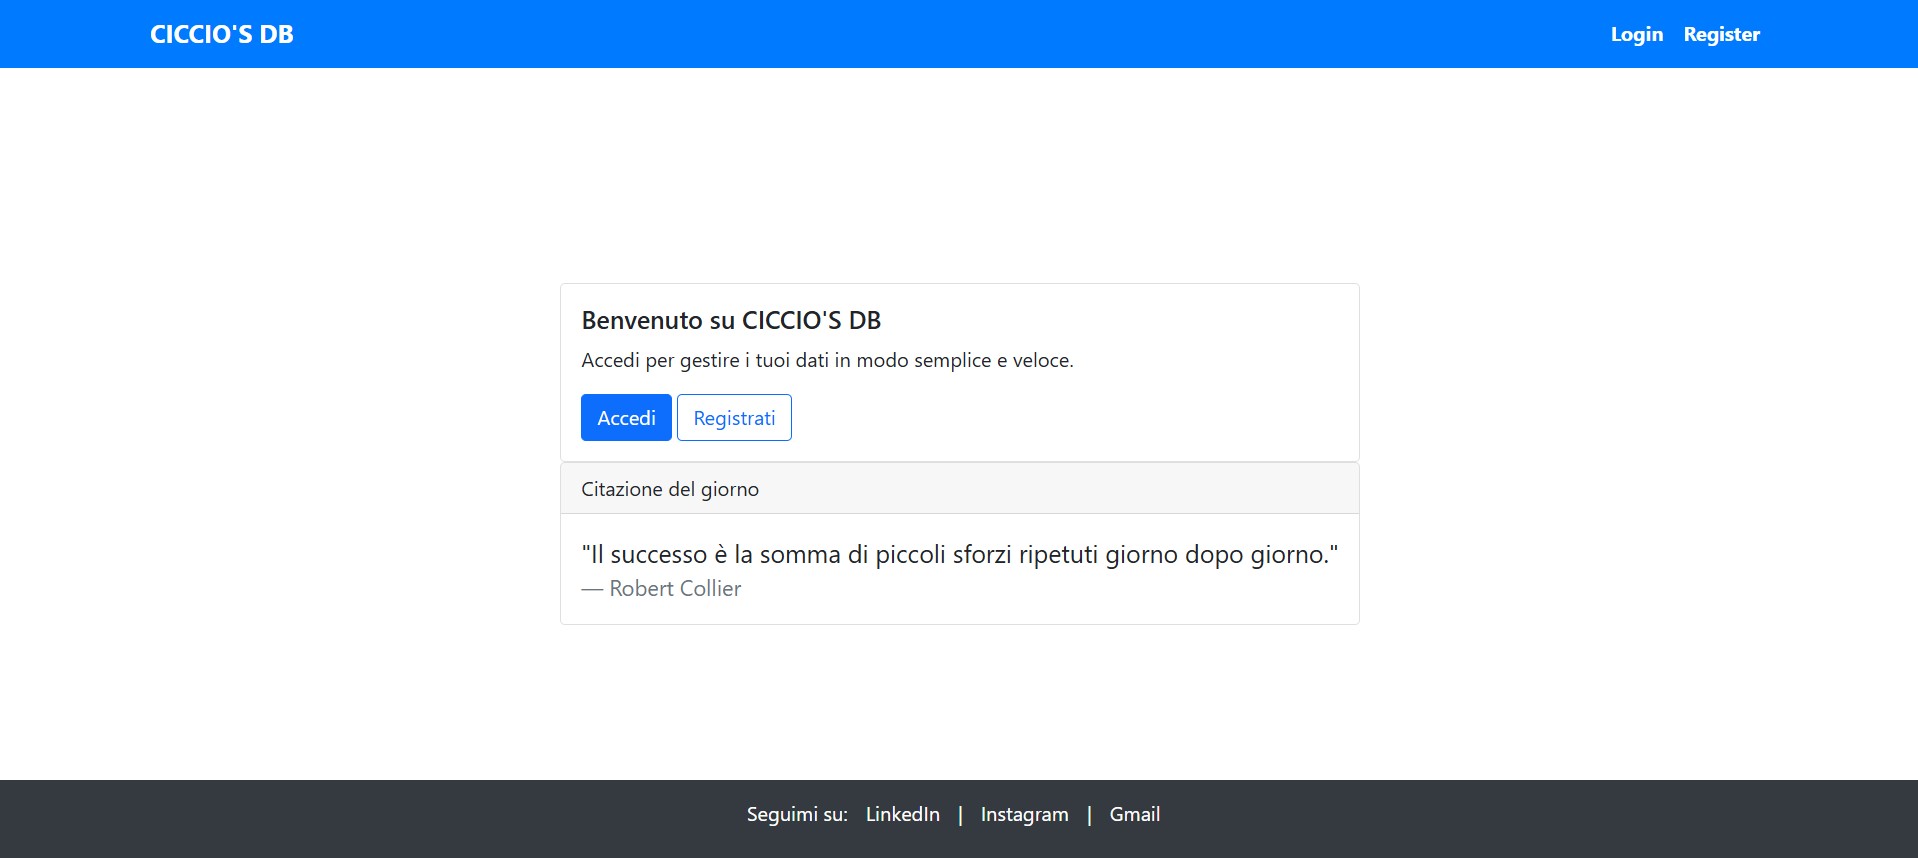 CICCIO'S DB
Login Register
Benvenuto su CICCIO'S DB
Accedi per gestire i tuoi dati in modo semplice e veloce.
Accedi Registrati
Citazione del giorno
"Il successo è la somma di piccoli sforzi ripetuti giorno dopo giorno."
— Robert Collier
Seguimi su: LinkedIn | Instagram | Gmail